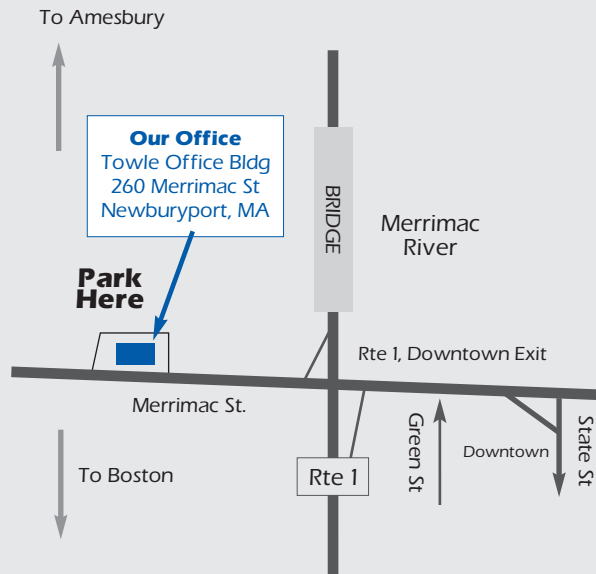 To Amesbury
Our Office
Towle Office Bldg
260 Merrimac St
Newburyport, MA
BRIDGE
Merrimac
River
Park
Here
Rte 1, Downtown Exit
Merrimac St.
Green St
Downtown
State St
To Boston
Rte 1